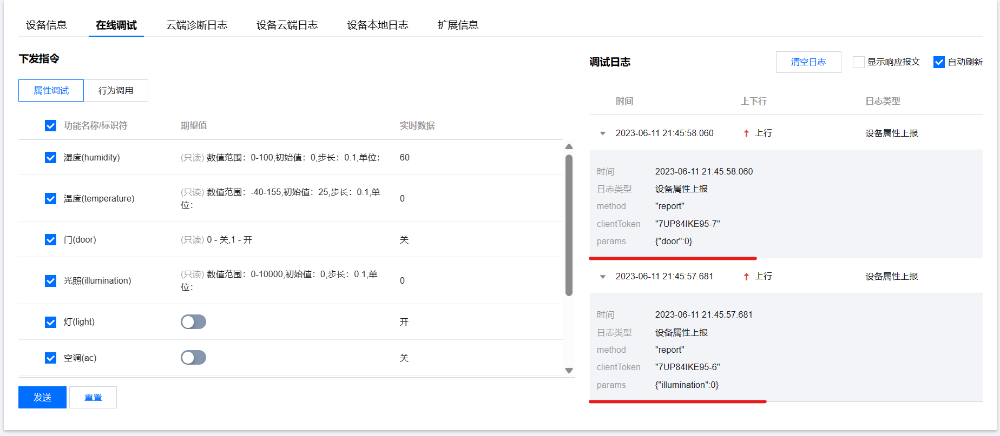 设备信息 在线调试 云端诊断日志 设备云端日志 设备本地日志 扩展信息
下发指令
属性调试 行为调用
功能名称/标识符 期望值 实时数据
湿度(humidity) (只读) 数值范围：0-100,初始值：0,步长：0.1,单位： 60
温度(temperature) (只读) 数值范围：-40-155,初始值：25,步长：0.1,单
位： 0
门(door) (只读) 0 - 关,1 - 开 关
光照(illumination) (只读) 数值范围：0-10000,初始值：0,步长：0.1,单
位： 0
灯(light) 开
空调(ac) 关
发送 重置
调试日志 清空日志 显示响应报文 自动刷新
时间 上下行 日志类型
2023-06-11 21:45:58.060 上行 设备属性上报
时间 2023-06-11 21:45:58.060
日志类型 设备属性上报
method "report"
clientToken "7UP84IKE95-7"
params {"door":0}
2023-06-11 21:45:57.681 上行 设备属性上报
时间 2023-06-11 21:45:57.681
日志类型 设备属性上报
method "report"
clientToken "7UP84IKE95-6"
params {"illumination":0}